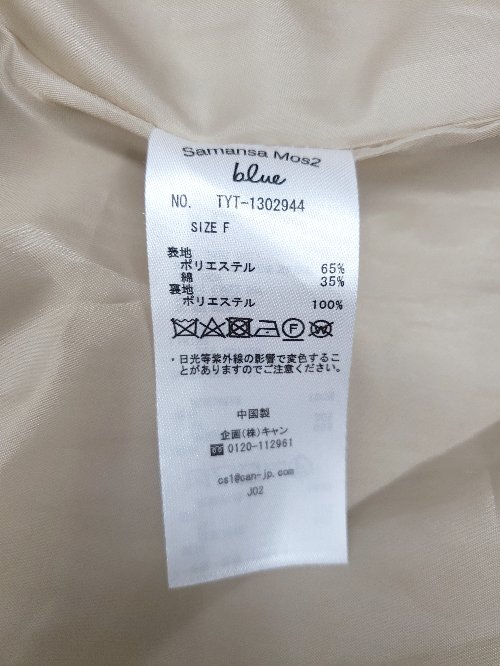 Samansa Mos2
blue
NO. TYT-1302944
SIZE F
表地
ポリエステル 65%
綿 35%
裏地
ポリエステル 100%
・日光等紫外線の影響で変色するこ
とがありますのでご注意ください。
中国製
企画(株)キャン
0120-112961
cs1@can-jp.com
J02